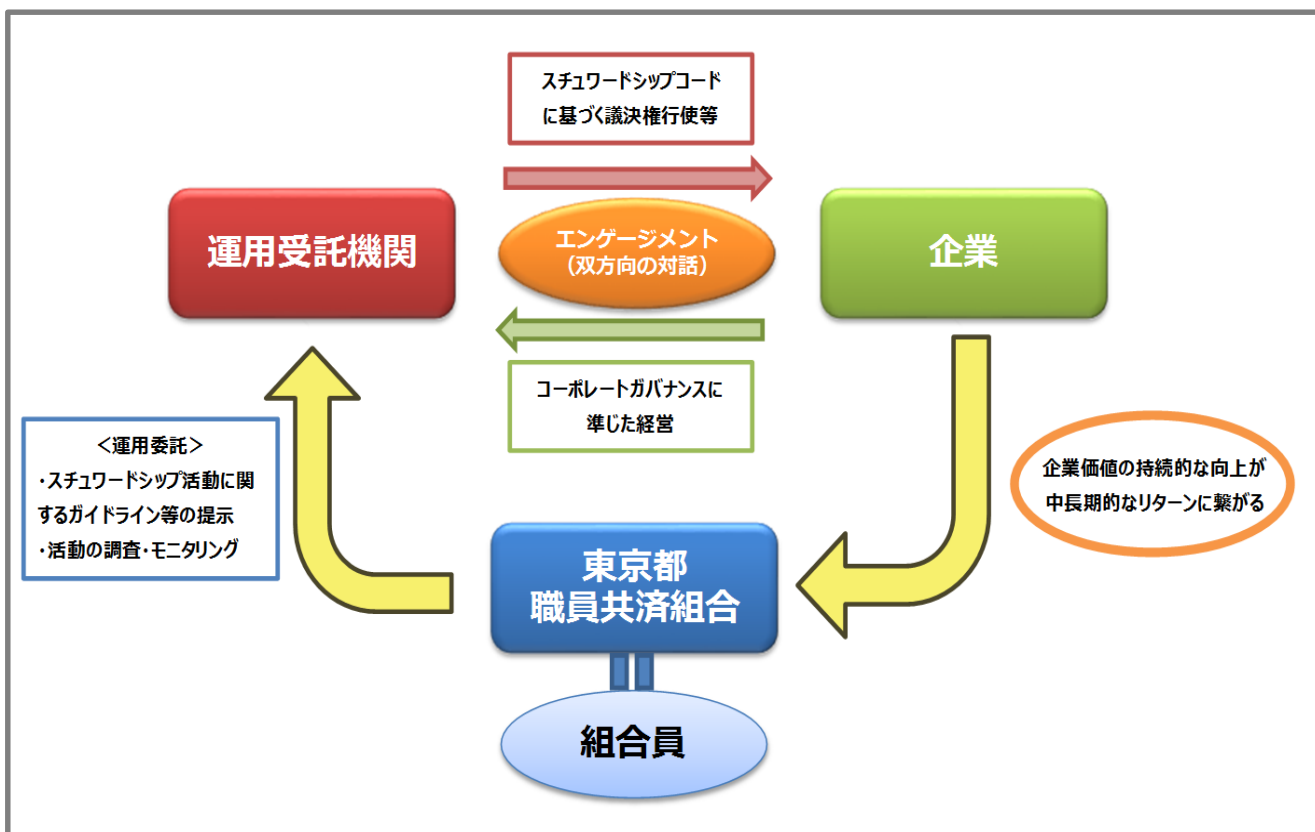 スチュワードシップコード
に基づく議決権行使等
運用受託機関
エンゲージメント
（双方向の対話）
企業
コーポレートガバナンスに
準じた経営
＜運用委託＞
・スチュワードシップ活動に関
するガイドライン等の提示
・活動の調査・モニタリング
企業価値の持続的な向上が
中長期的なリターンに繋がる
東京都
職員共済組合
組合員